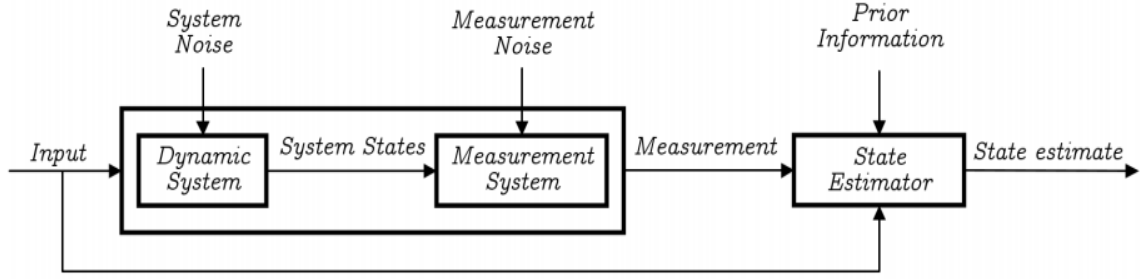 System
Noise
Measurement
Noise
Prior
Information
Input
Dynamic
System
System States
Measurement
System
Measurement
State
Estimator
State estimate